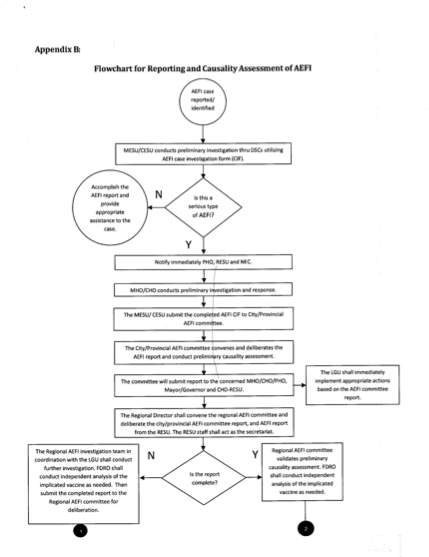 Appendix B:
Flowchart for Reporting and Causality Assessment of AEFI
AEFI case
reported/
identified
MESU/CESU conducts preliminary investigation thru DSCs utilizing
AEFI case investigation form (CIF).
Accomplish the
AEFI report and
provide
appropriate
assistance to the
case.
N
Is this a
serious type
of AEFI?
Y
Notify immediately PHO, RESU and NEC.
MHO/CHO conducts preliminary investigation and response.
The MESU/ CESU submit the completed AEFI CIF to City/Provincial
AEFI committee.
The City/Provincial AEFI committee convenes and deliberates the
AEFI report and conduct preliminary causality assessment.
The committee will submit report to the concerned MHO/CHO/PHO,
Mayor/Governor and CHD-RESU.
The LGU shall immediately
implement appropriate actions
based on the AEFI committee
report.
The Regional Director shall convene the regional AEFI committee and
deliberate the city/provincial AEFI committee report, and AEFI report
from the RESU. The RESU staff shall act as the secretariat.
The Regional AEFI investigation team in
coordination with the LGU shall conduct
further investigation. FDRO shall
conduct independent analysis of the
implicated vaccine as needed. Then
submit the completed report to the
Regional AEFI committee for
deliberation.
N
Is the report
complete?
Y
Regional AEFI committee
validates preliminary
causality assessment. FDRO
shall conduct independent
analysis of the implicated
vaccine as needed.
1
2